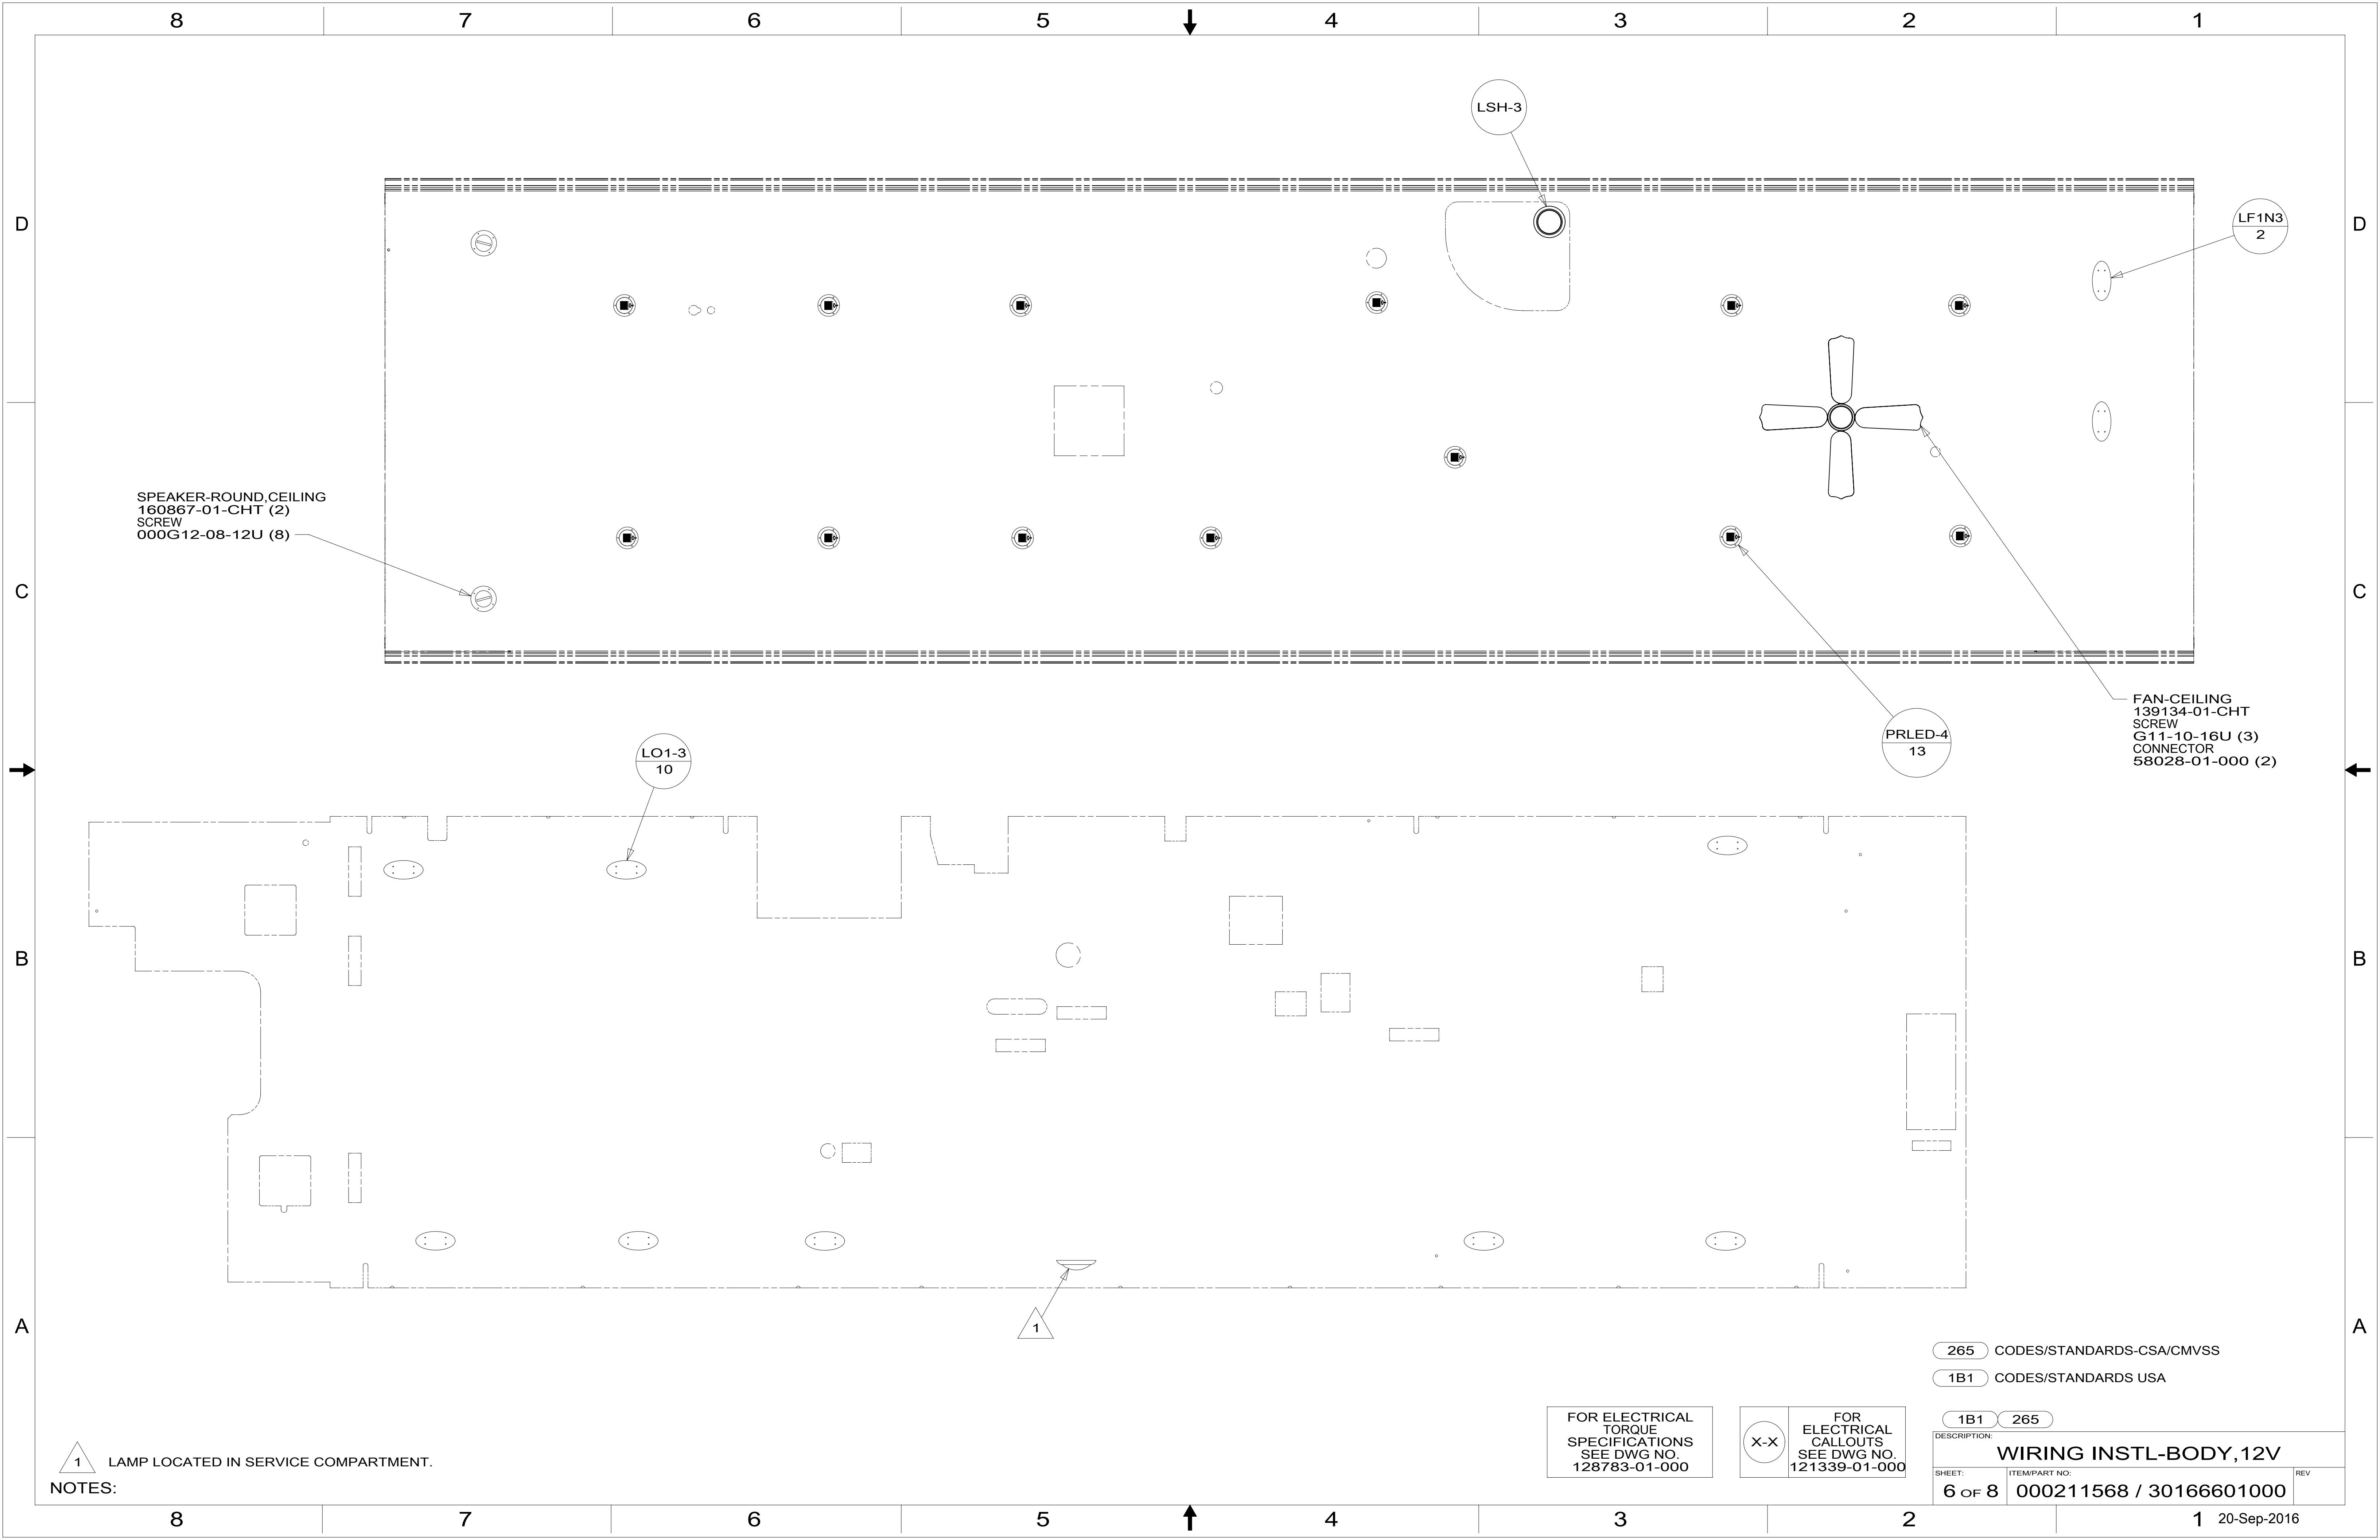 8 7 6 5 4 3 2 1
LSH-3
D
LF1N3
2
D
SPEAKER-ROUND,CEILING
160867-01-CHT (2)
SCREW
000G12-08-12U (8)
C
C
FAN-CEILING
139134-01-CHT
SCREW
G11-10-16U (3)
CONNECTOR
58028-01-000 (2)
PRLED-4
13
LO1-3
10
B
B
A
1
A
265 CODES/STANDARDS-CSA/CMVSS
1B1 CODES/STANDARDS USA
1B1 265
FOR ELECTRICAL
TORQUE
SPECIFICATIONS
SEE DWG NO.
128783-01-000
X-X
FOR
ELECTRICAL
CALLOUTS
SEE DWG NO.
121339-01-000
DESCRIPTION:
WIRING INSTL-BODY,12V
SHEET:
6 OF 8
ITEM/PART NO:
000211568 / 30166601000
REV
1 LAMP LOCATED IN SERVICE COMPARTMENT.
NOTES:
8 7 6 5 4 3 2 1
20-Sep-2016